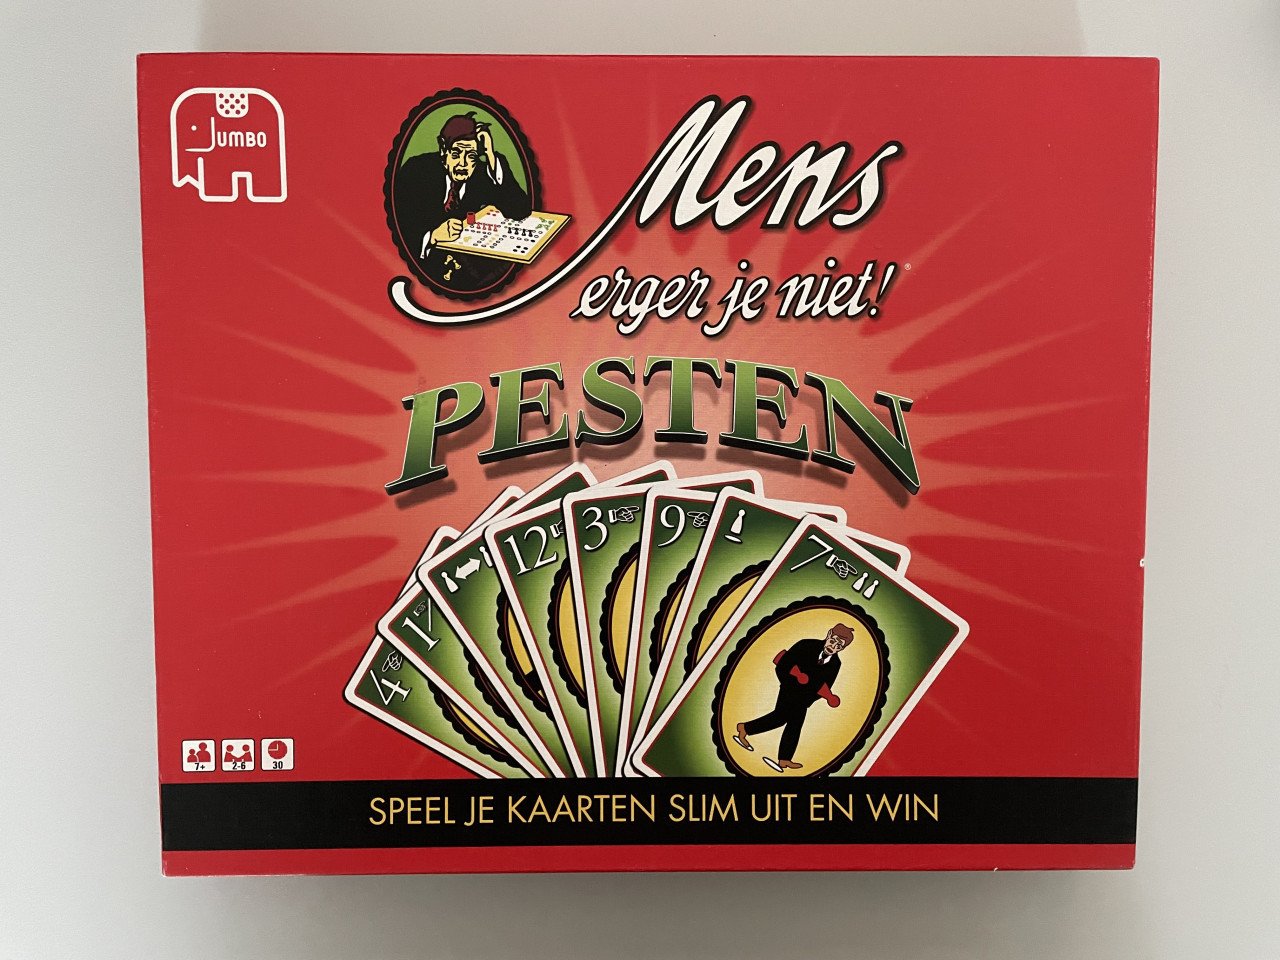 JUMBO
Mens
erger je niet!®
PESTEN
4
1
12
3
9
7
7+
2-6
30
SPEEL JE KAARTEN SLIM UIT EN WIN